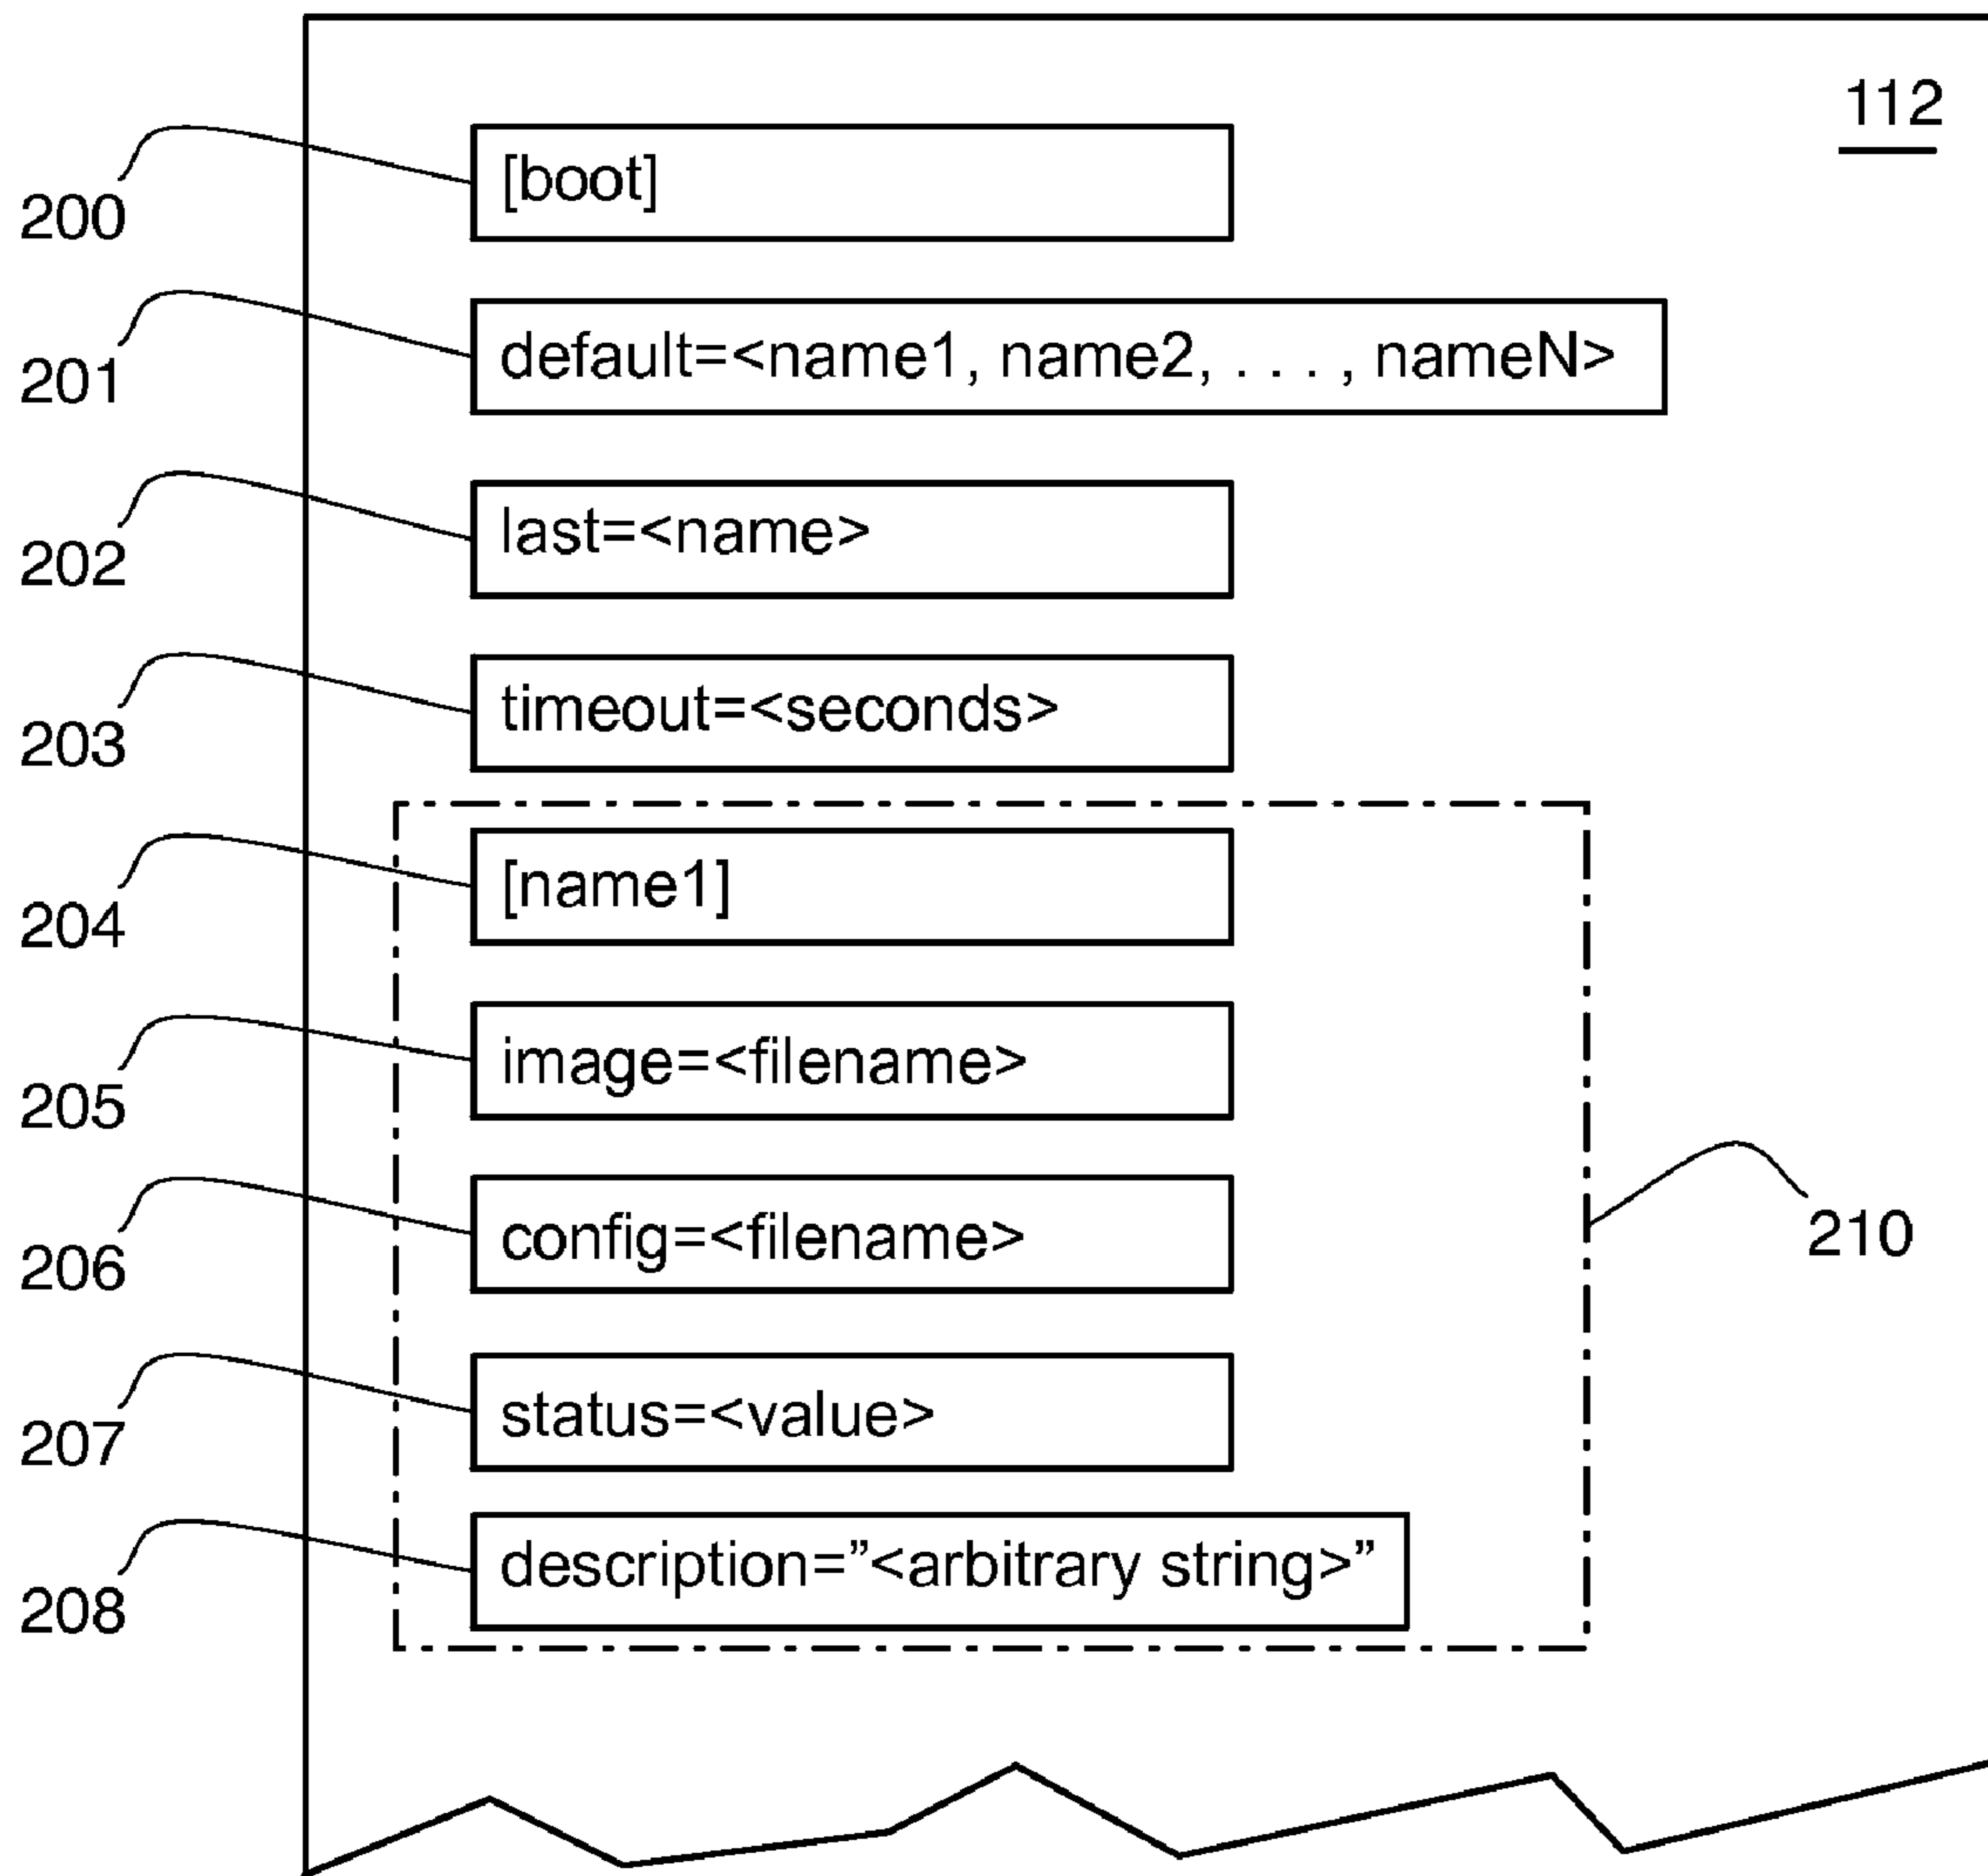 112
200
[boot]
201
default=<name1, name2, . . . , nameN>
202
last=<name>
203
timeout=<seconds>
204
[name1]
205
image=<filename>
206
config=<filename>
210
207
status=<value>
208
description=”<arbitrary string>”